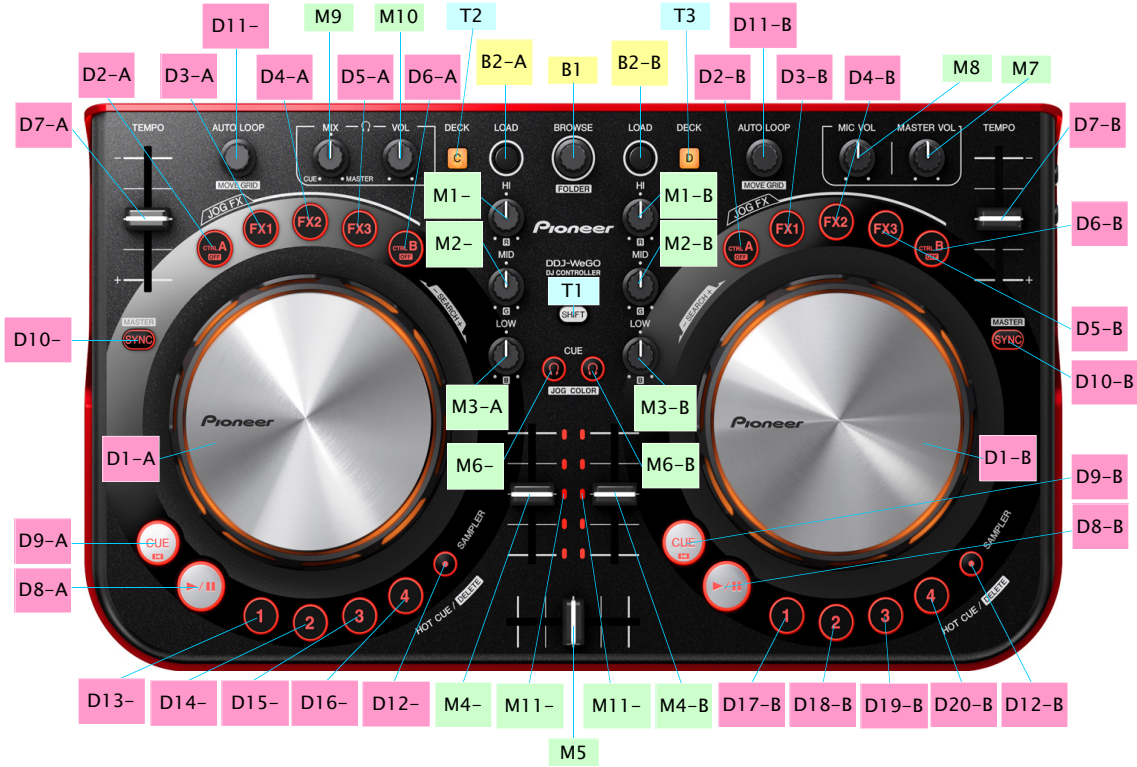 M9 M10 T2 T3
D11- D11-B
B2-A B1 B2-B
D2-A D3-A D4-A D5-A D6-A D2-B D3-B D4-B M8 M7
D7-A D7-B
TEMPO AUTO LOOP MIX VOL DECK LOAD BROWSE LOAD DECK AUTO LOOP MIC VOL MASTER VOL TEMPO
C D
CUE MASTER
MOVE GRID FOLDER MOVE GRID
HI HI
M1- M1-B
JOG FX JOG FX
FX1 FX2 FX3 FX1 FX2 FX3
R Pioneer R
D6-B
CTRL A OFF CTRL B OFF CTRL A OFF CTRL B OFF
M2- M2-B
MID MID
DDJ-WeGO
DJ CONTROLLER
T1
G SHIFT G
- SEARCH + - SEARCH +
D5-B
MASTER LOW LOW MASTER
D10- SYNC SYNC
CUE
B B
D10-B
JOG COLOR
M3-A M3-B
Pioneer Pioneer
D1-A D1-B
M6- M6-B
D9-B
D9-A CUE CUE D8-B
SAMPLER SAMPLER
D8-A
1 2 3 4 HOT CUE / DELETE 1 2 3 4 HOT CUE / DELETE
D13- D14- D15- D16- D12- M4- M11- M11- M4-B D17-B D18-B D19-B D20-B D12-B
M5